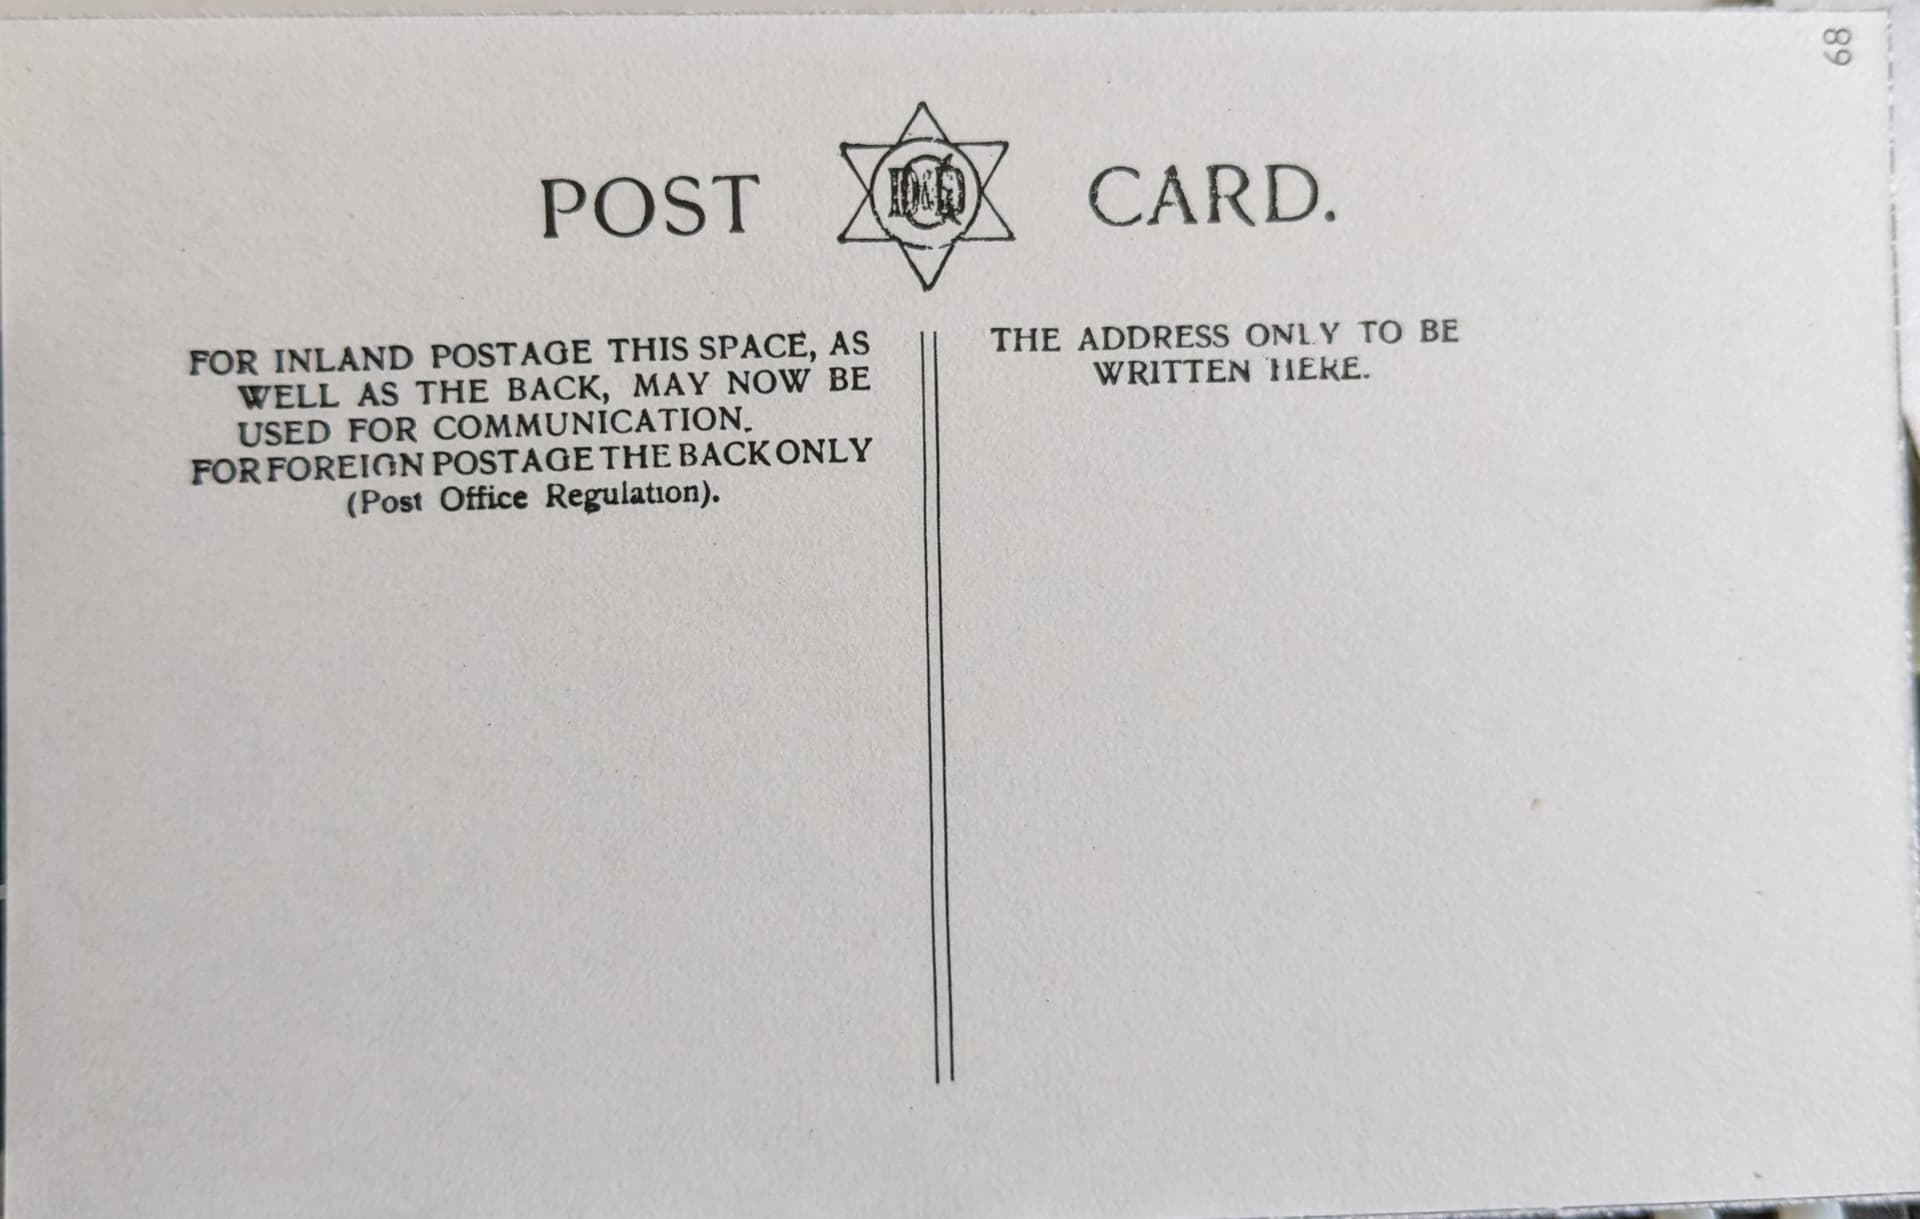 68
POST CARD.
FOR INLAND POSTAGE THIS SPACE, AS
WELL AS THE BACK, MAY NOW BE
USED FOR COMMUNICATION.
FOR FOREIGN POSTAGE THE BACK ONLY
(Post Office Regulation).
THE ADDRESS ONLY TO BE
WRITTEN HERE.